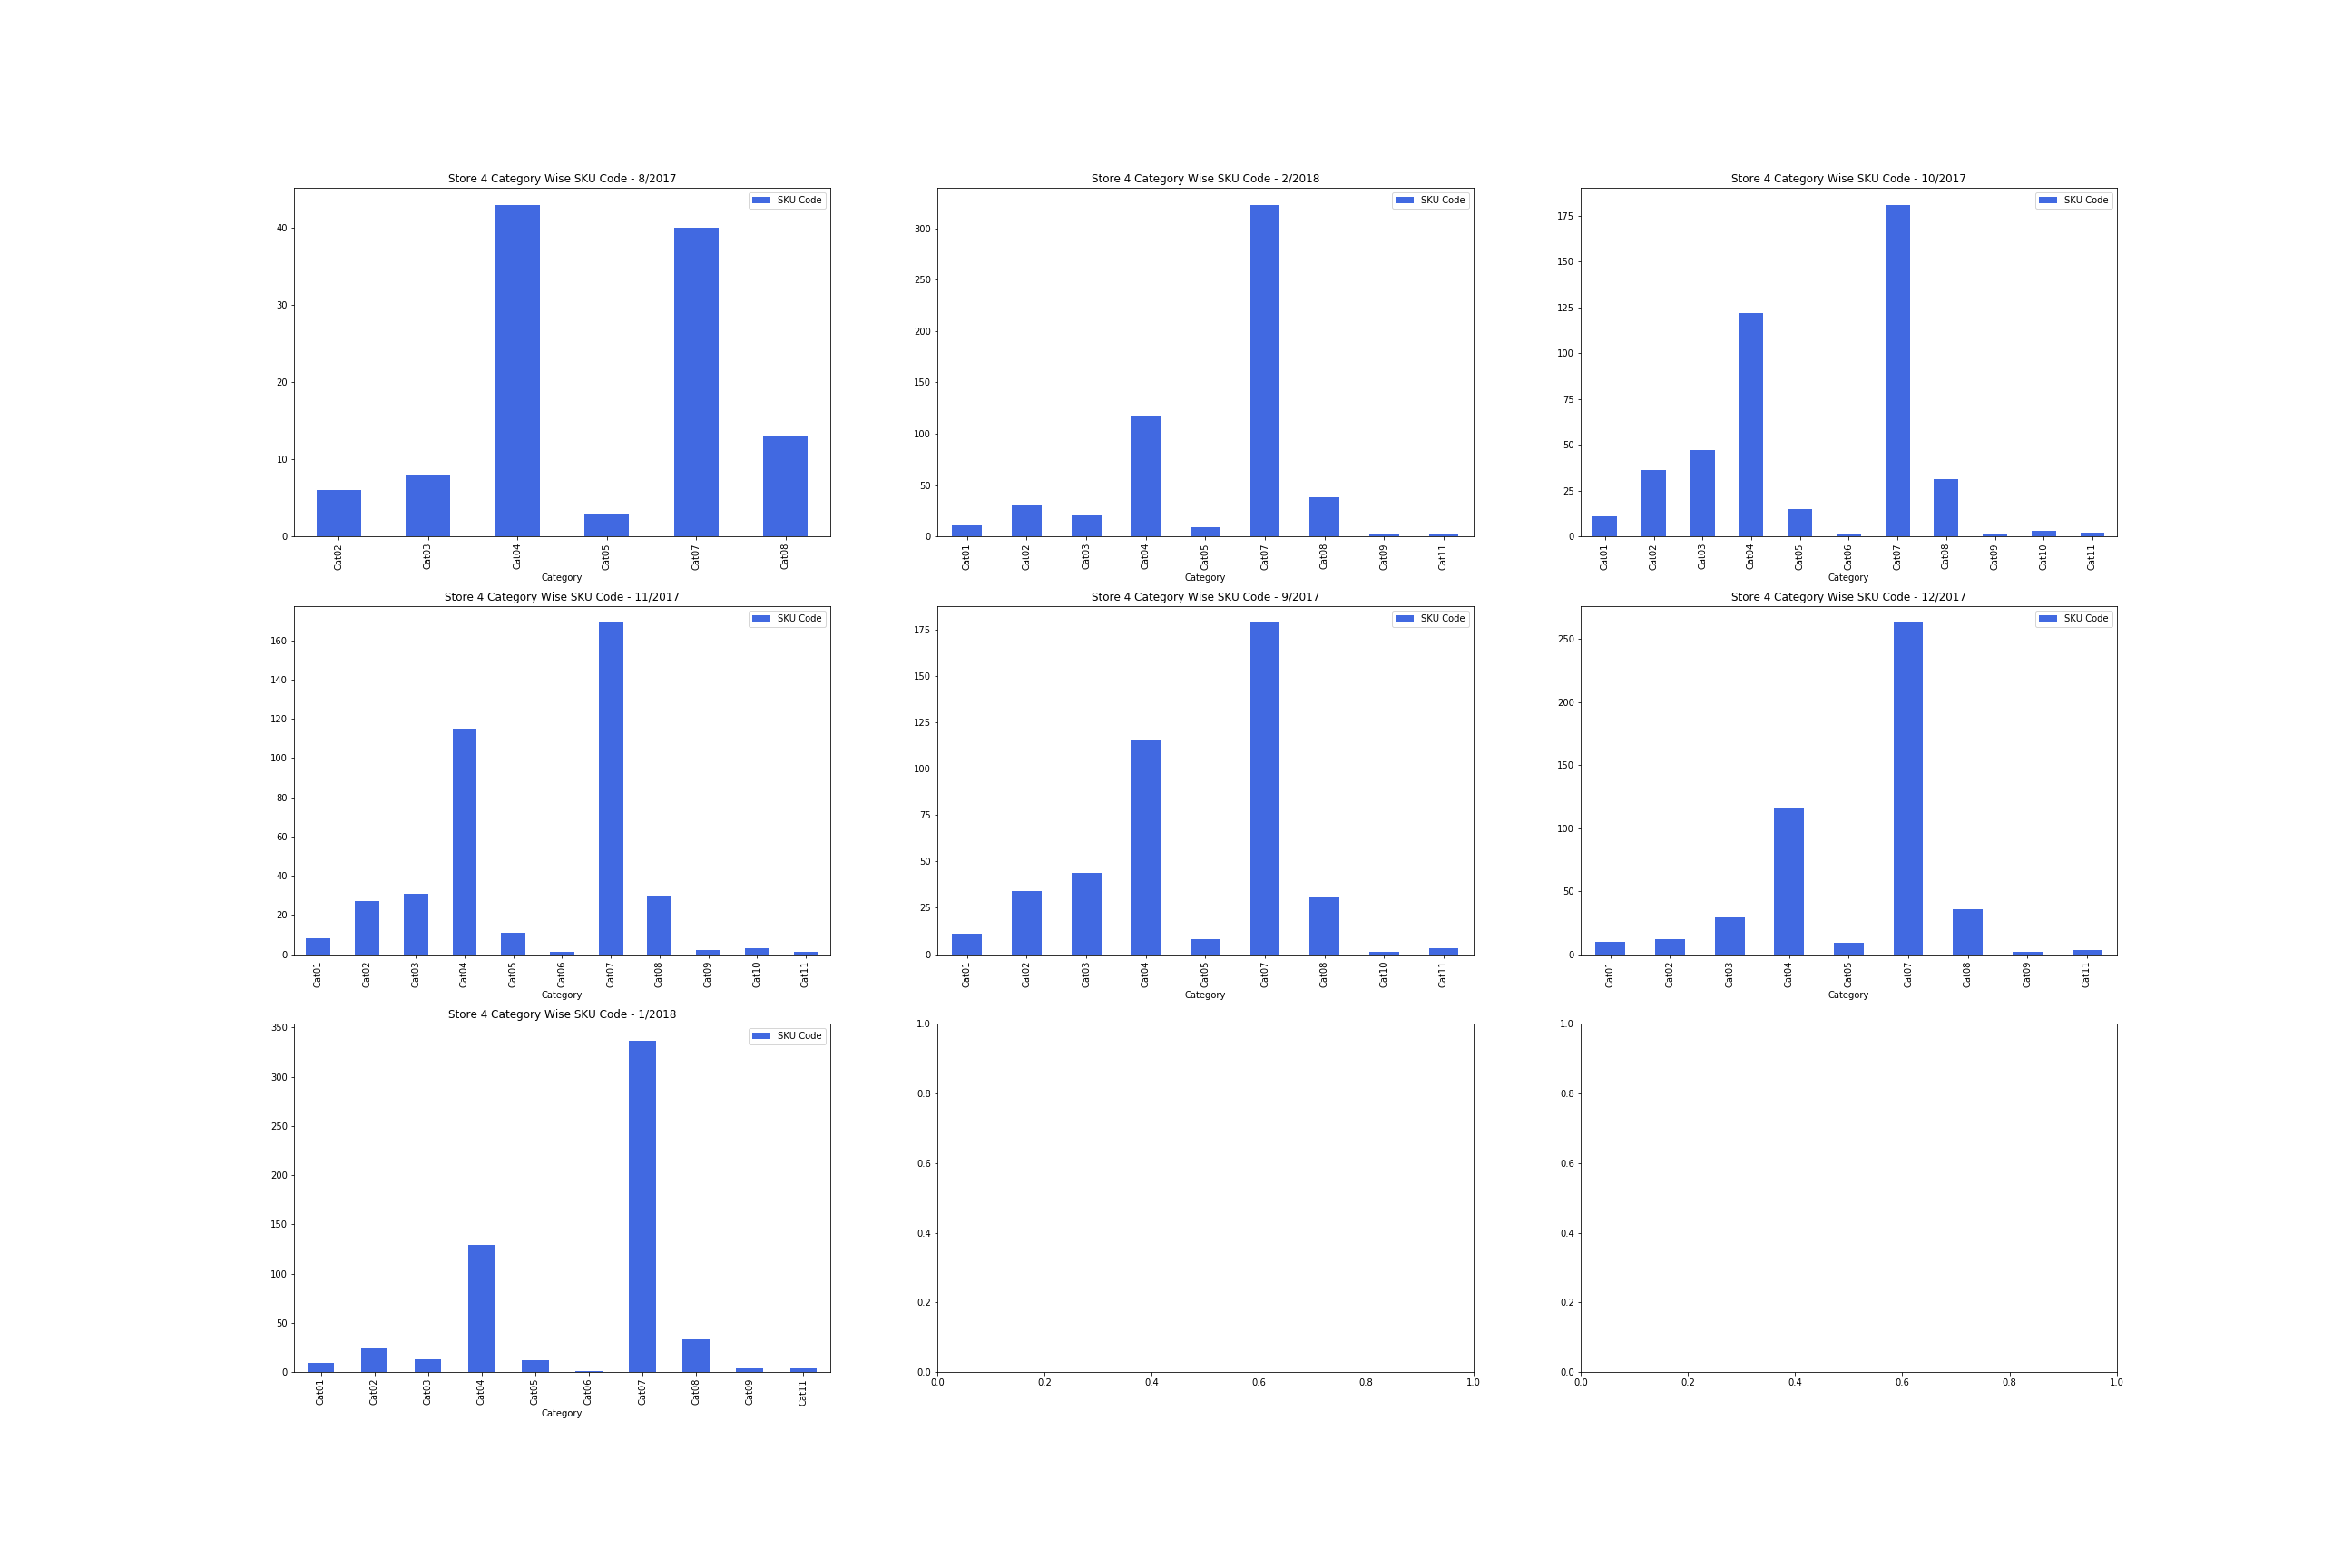 Store 4 Category Wise SKU Code - 8/2017
SKU Code
40
30
20
10
0
Cat02 Cat03 Cat04 Cat05 Cat07 Cat08
Category
Store 4 Category Wise SKU Code - 2/2018
SKU Code
300
250
200
150
100
50
0
Cat01 Cat02 Cat03 Cat04 Cat05 Cat07 Cat08 Cat09 Cat11
Category
Store 4 Category Wise SKU Code - 10/2017
SKU Code
175
150
125
100
75
50
25
0
Cat01 Cat02 Cat03 Cat04 Cat05 Cat06 Cat07 Cat08 Cat09 Cat10 Cat11
Category
Store 4 Category Wise SKU Code - 11/2017
SKU Code
160
140
120
100
80
60
40
20
0
Cat01 Cat02 Cat03 Cat04 Cat05 Cat06 Cat07 Cat08 Cat09 Cat10 Cat11
Category
Store 4 Category Wise SKU Code - 9/2017
SKU Code
175
150
125
100
75
50
25
0
Cat01 Cat02 Cat03 Cat04 Cat05 Cat07 Cat08 Cat10 Cat11
Category
Store 4 Category Wise SKU Code - 12/2017
SKU Code
250
200
150
100
50
0
Cat01 Cat02 Cat03 Cat04 Cat05 Cat07 Cat08 Cat09 Cat11
Category
Store 4 Category Wise SKU Code - 1/2018
SKU Code
350
300
250
200
150
100
50
0
Cat01 Cat02 Cat03 Cat04 Cat05 Cat06 Cat07 Cat08 Cat09 Cat11
Category
1.0
0.8
0.6
0.4
0.2
0.0
0.0 0.2 0.4 0.6 0.8 1.0
1.0
0.8
0.6
0.4
0.2
0.0
0.0 0.2 0.4 0.6 0.8 1.0